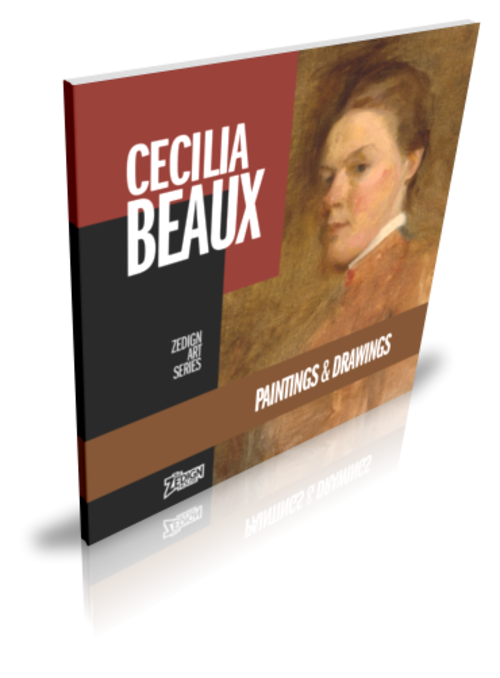 CECILIA
BEAUX
ZEDIGN
ART
SERIES
PAINTINGS & DRAWINGS
ZEDIGN